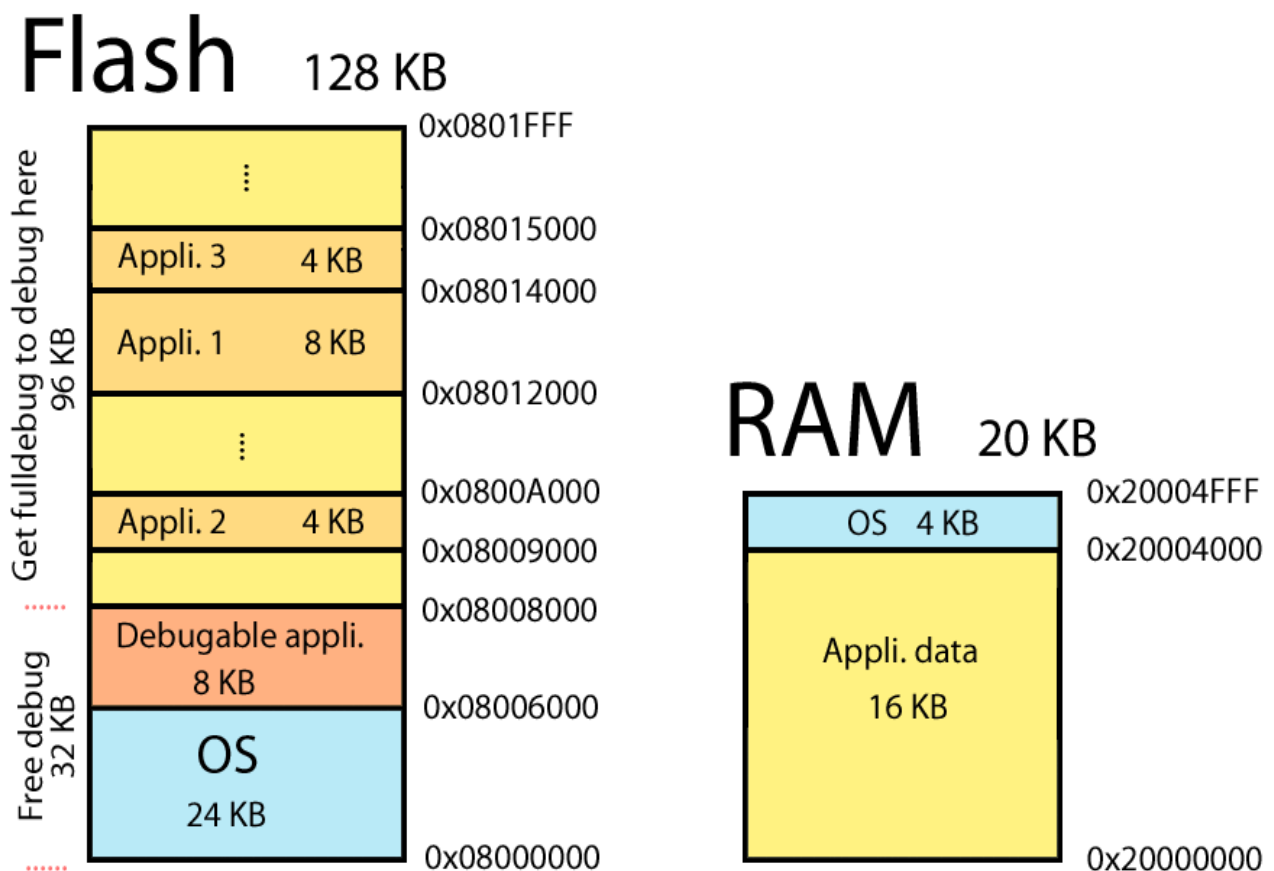 Flash 128 KB
0x0801FFF
0x08015000
Appli. 3 4 KB
0x08014000
Appli. 1 8 KB
0x08012000
0x0800A000
Appli. 2 4 KB
0x08009000
0x08008000
Debugable appli.
8 KB
0x08006000
OS
24 KB
0x08000000
Get fulldebug to debug here
96 KB
Free debug
32 KB
RAM 20 KB
0x20004FFF
OS 4 KB
0x20004000
Appli. data
16 KB
0x20000000